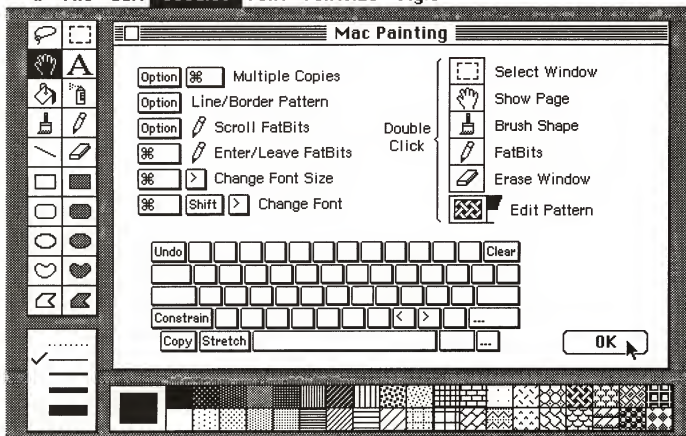 Mac Painting
A
Option ⌘ Multiple Copies
Option Line/Border Pattern
Option Scroll FatBits
⌘ Enter/Leave FatBits
⌘ > Change Font Size
⌘ Shift > Change Font
Double
Click
Select Window
Show Page
Brush Shape
FatBits
Erase Window
Edit Pattern
Undo Clear
Constrain < > ...
Copy Stretch ...
OK